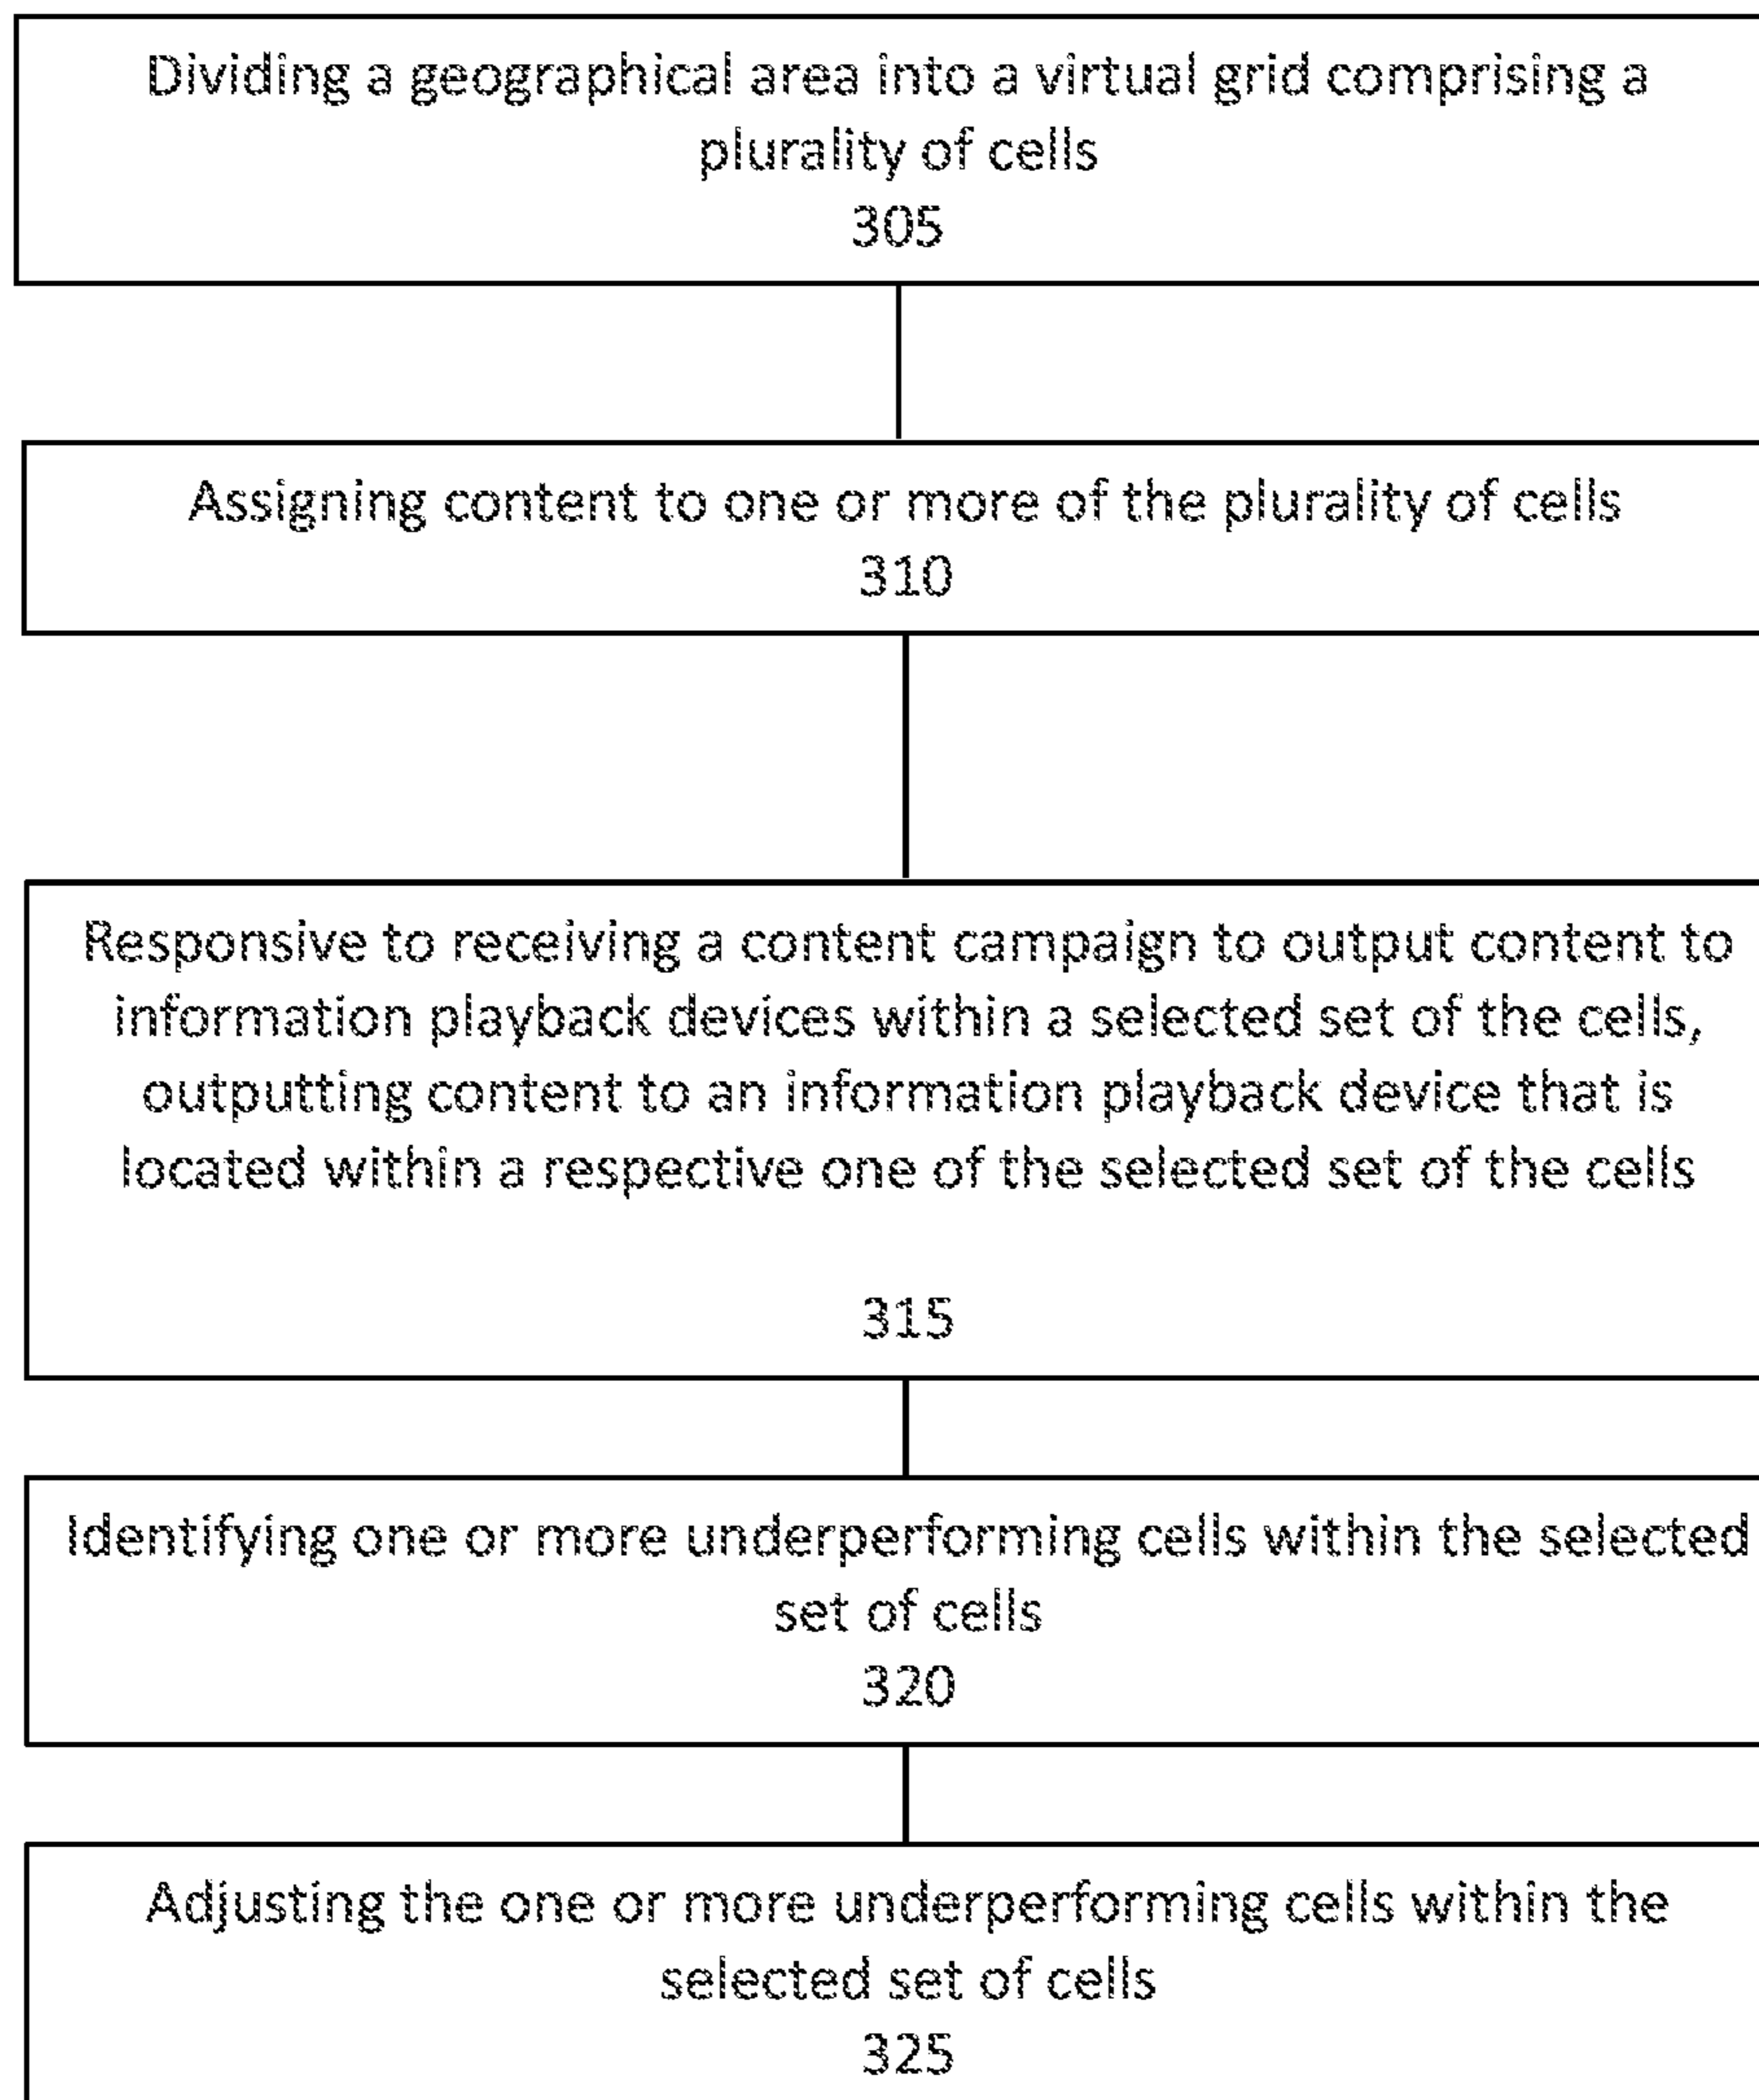 Dividing a geographical area into a virtual grid comprising a
plurality of cells
305
Assigning content to one or more of the plurality of cells
310
Responsive to receiving a content campaign to output content to
information playback devices within a selected set of the cells,
outputting content to an information playback device that is
located within a respective one of the selected set of the cells
315
Identifying one or more underperforming cells within the selected
set of cells
320
Adjusting the one or more underperforming cells within the
selected set of cells
325